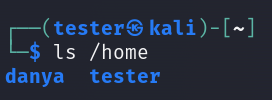 ┌──(tester㉿kali)-[~]
└─$ ls /home
danya  tester